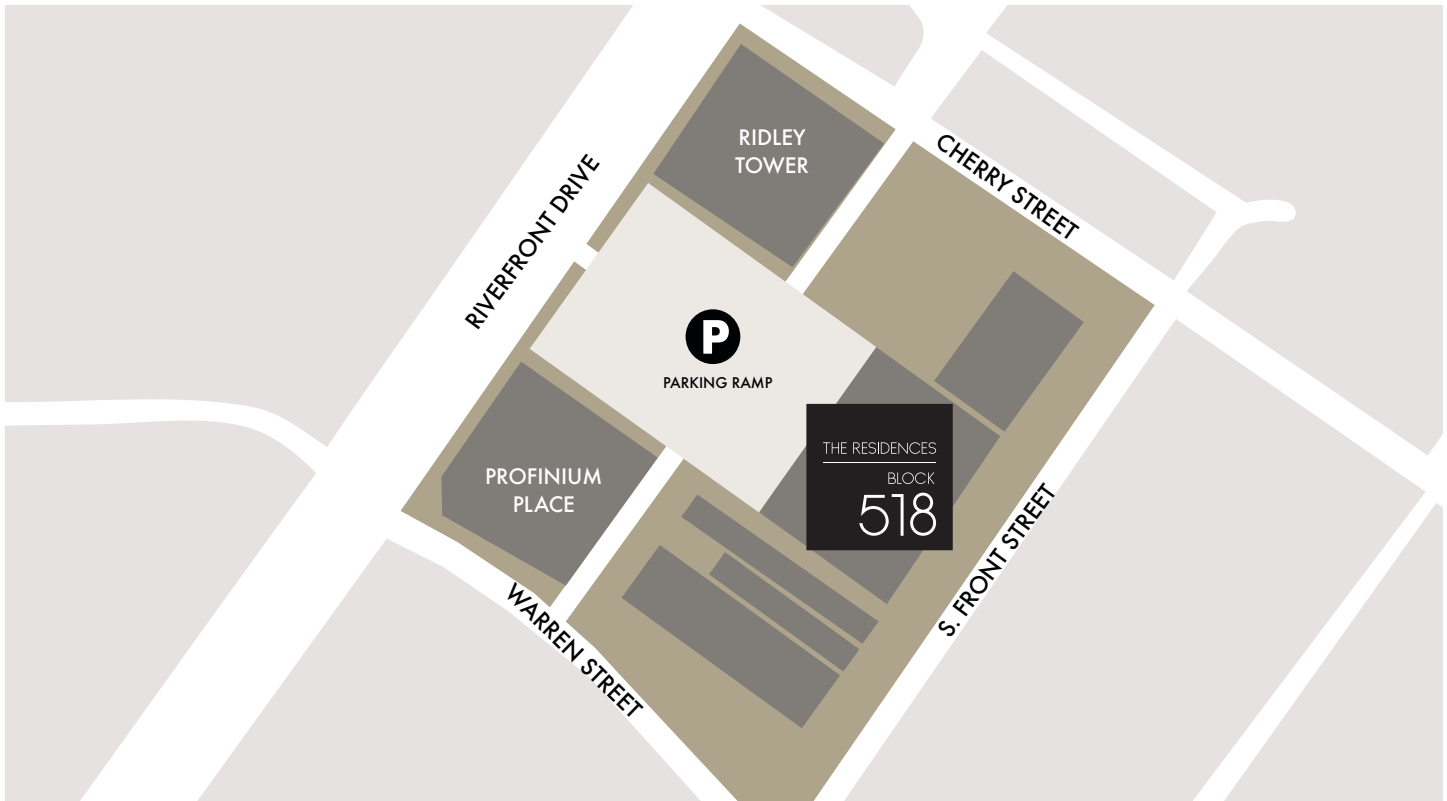 RIDLEY
TOWER
CHERRY STREET
RIVERFRONT DRIVE
P
PARKING RAMP
THE RESIDENCES
BLOCK
518
PROFINIUM
PLACE
S. FRONT STREET
WARREN STREET